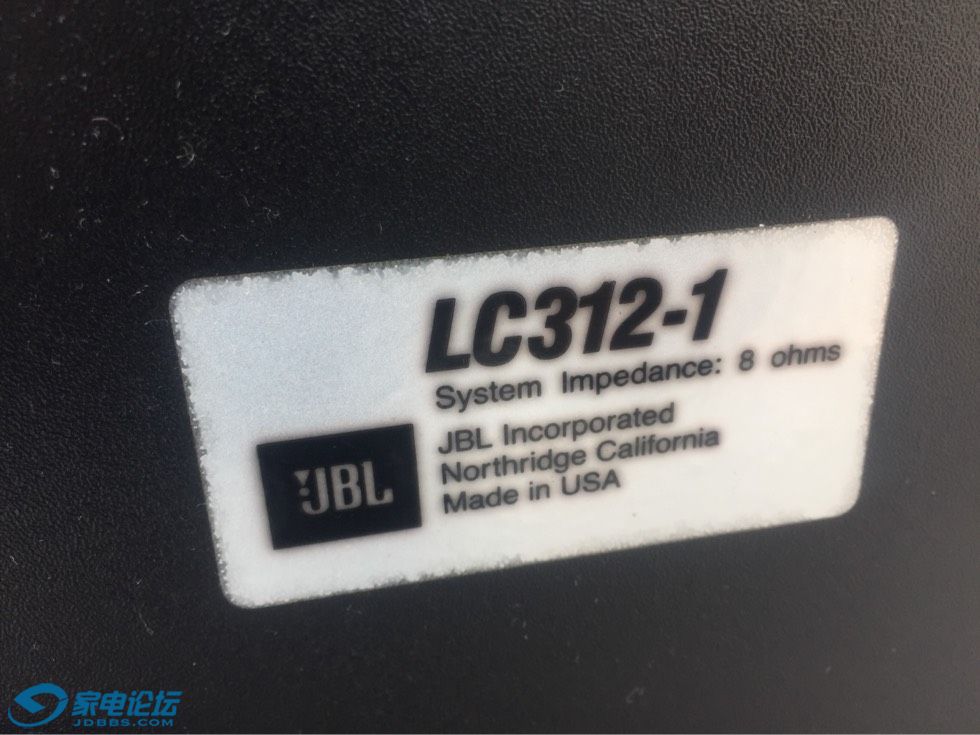 LC312-1
System Impedance: 8 ohms
JBL
JBL Incorporated
Northridge California
Made in USA
家电论坛
JDBBS.COM